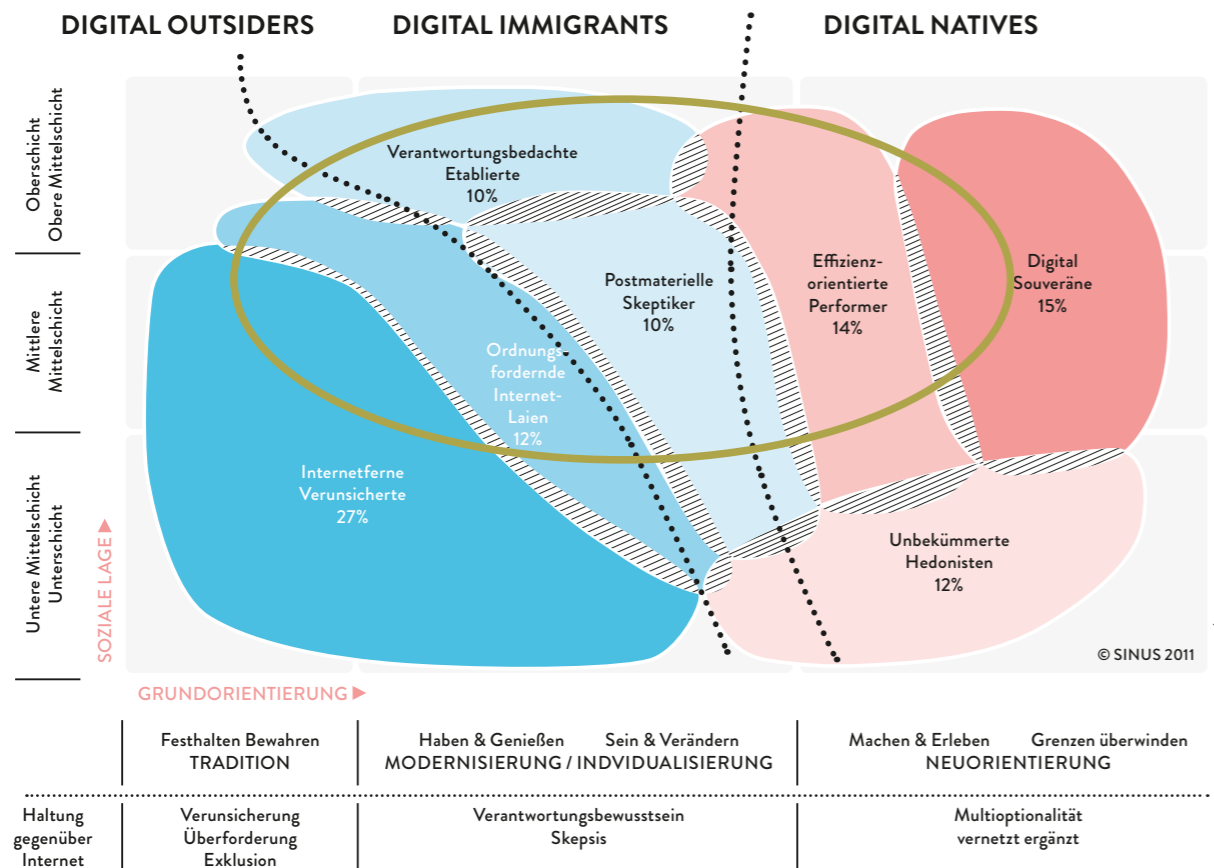 DIGITAL OUTSIDERS
DIGITAL IMMIGRANTS
DIGITAL NATIVES
Oberschicht
Obere Mittelschicht
Mittlere
Mittelschicht
Untere Mittelschicht
Unterschicht
SOZIALE LAGE
Verantwortungsbedachte
Etablierte
10%
Postmaterielle
Skeptiker
10%
Effizienz-
orientierte
Performer
14%
Digital
Souveräne
15%
Ordnungs-
fordernde
Internet-
Laien
12%
Internetferne
Verunsicherte
27%
Unbekümmerte
Hedonisten
12%
© SINUS 2011
GRUNDORIENTIERUNG
Festhalten Bewahren
TRADITION
Haben & Genießen
Sein & Verändern
MODERNISIERUNG / INDVIDUALISIERUNG
Machen & Erleben
Grenzen überwinden
NEUORIENTIERUNG
Haltung
gegenüber
Internet
Verunsicherung
Überforderung
Exklusion
Verantwortungsbewusstsein
Skepsis
Multioptionalität
vernetzt ergänzt